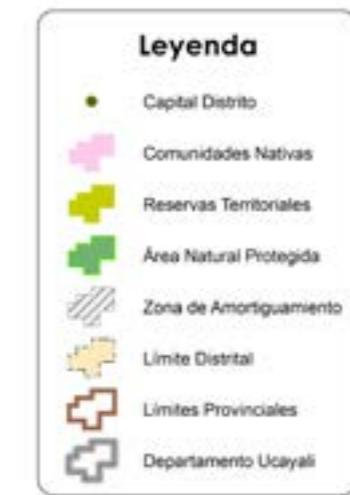 Leyenda
Capital Distrito
Comunidades Nativas
Reservas Territoriales
Área Natural Protegida
Zona de Amortiguamiento
Límite Distrital
Límites Provinciales
Departamento Ucayali